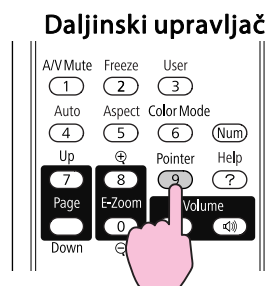 Daljinski upravljač
A/V Mute Freeze User
1 2 3
Auto Aspect Color Mode
4 5 6 Num
Up Pointer Help
7 8 9 ?
Page E-Zoom Volume
0
Down